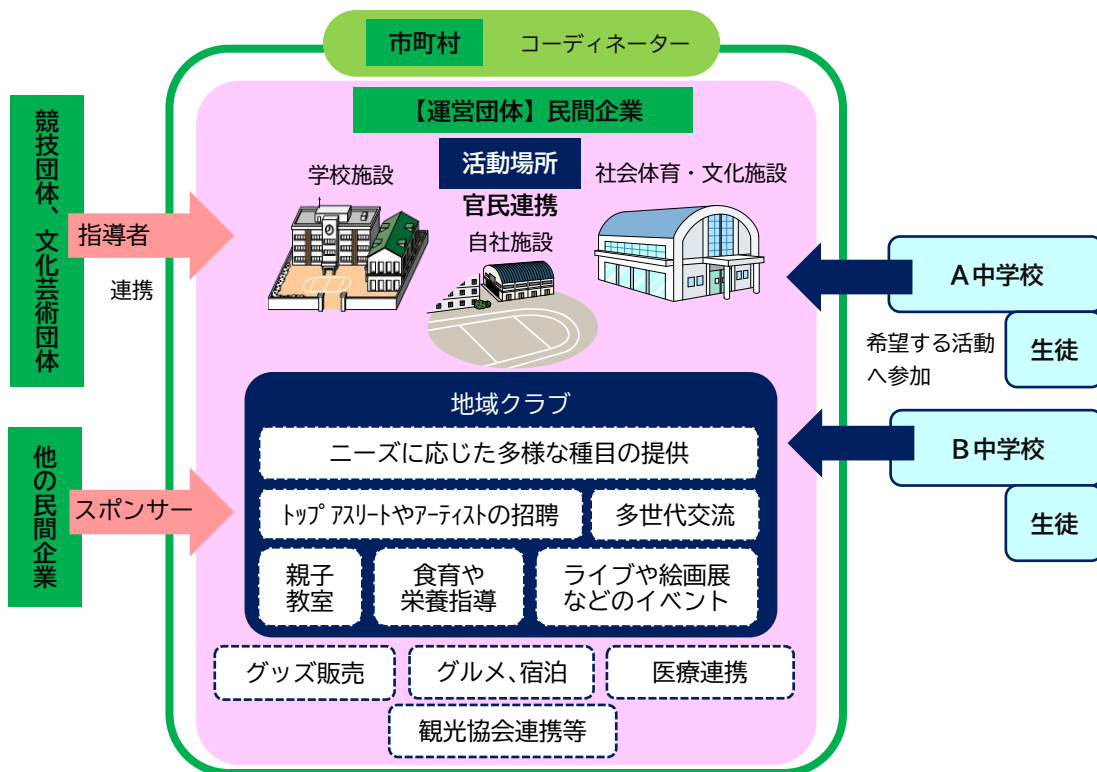 市町村
コーディネーター
【運営団体】民間企業
活動場所
官民連携
学校施設
自社施設
社会体育・文化施設
競技団体、文化芸術団体
指導者
連携
他の民間企業
スポンサー
A中学校
生徒
希望する活動
へ参加
B中学校
生徒
地域クラブ
ニーズに応じた多様な種目の提供
トップアスリートやアーティストの招聘
多世代交流
親子
教室
食育や
栄養指導
ライブや絵画展
などのイベント
グッズ販売
グルメ、宿泊
医療連携
観光協会連携等